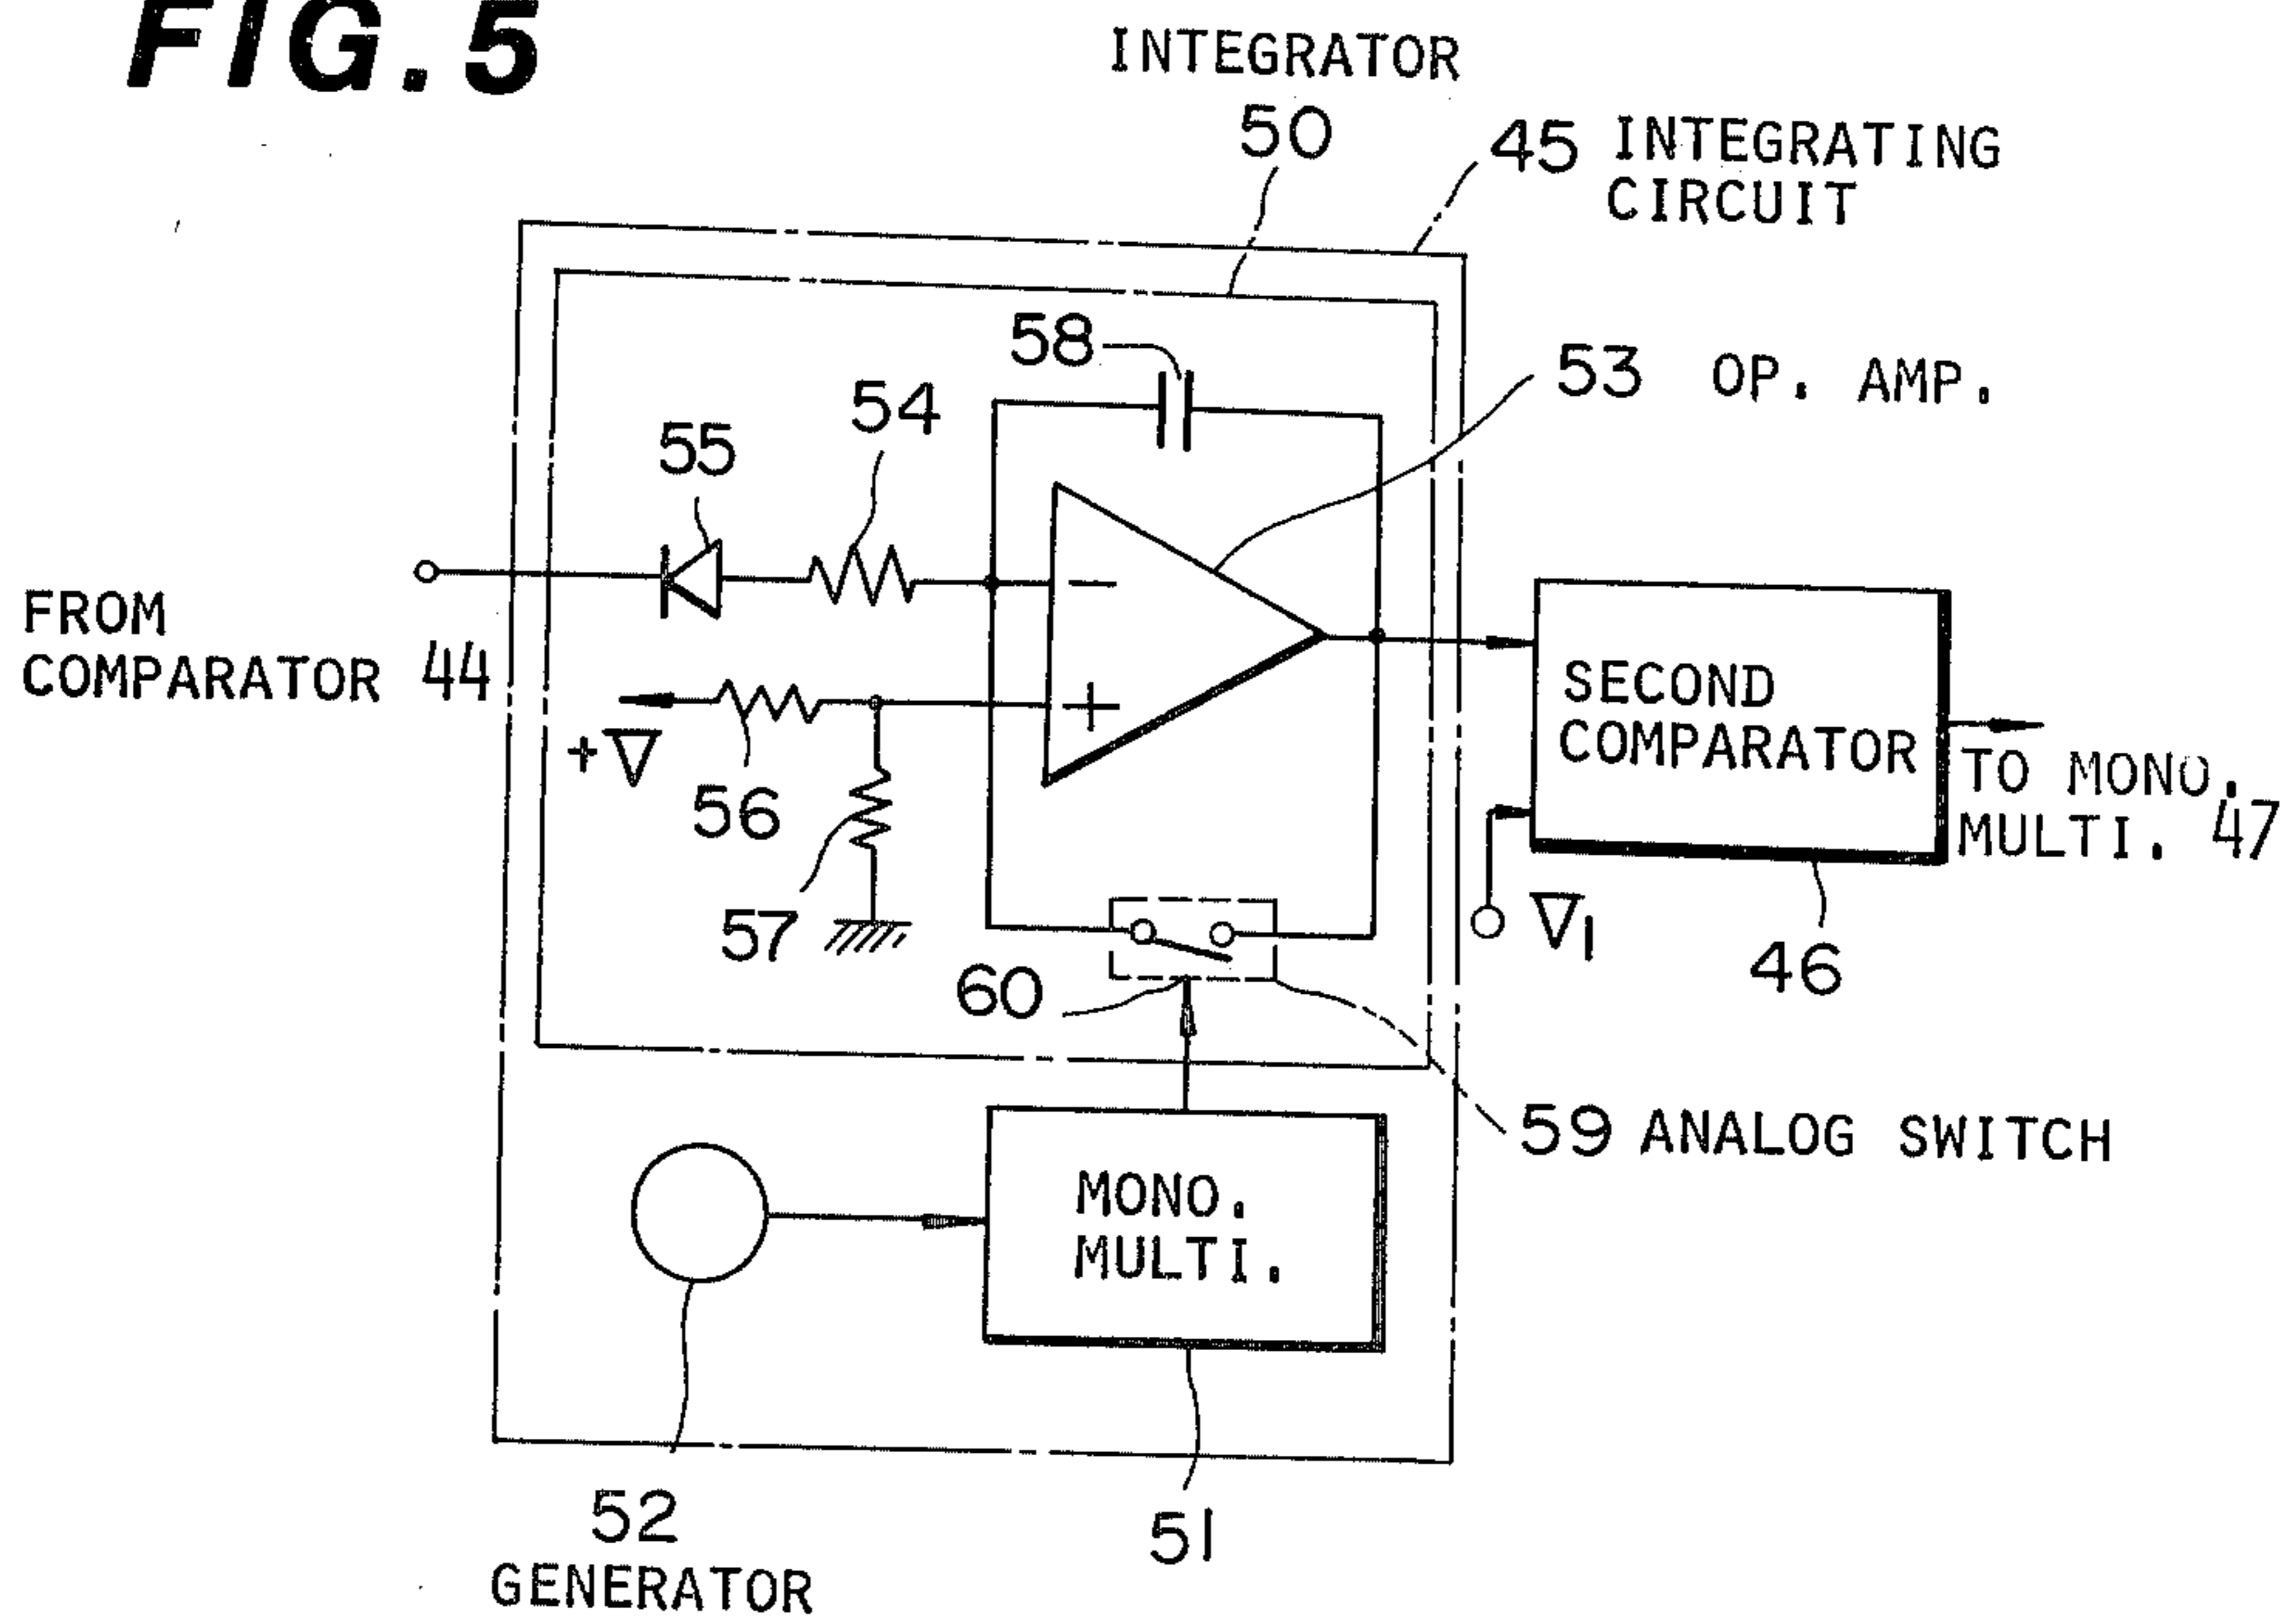 FIG.5
INTEGRATOR
50
45 INTEGRATING
CIRCUIT
58
53 OP. AMP.
54
55
−
FROM
COMPARATOR 44
+
+V
56
57
SECOND
COMPARATOR
TO MONO.
MULTI. 47
V1
46
60
59 ANALOG SWITCH
MONO.
MULTI.
52
GENERATOR
51